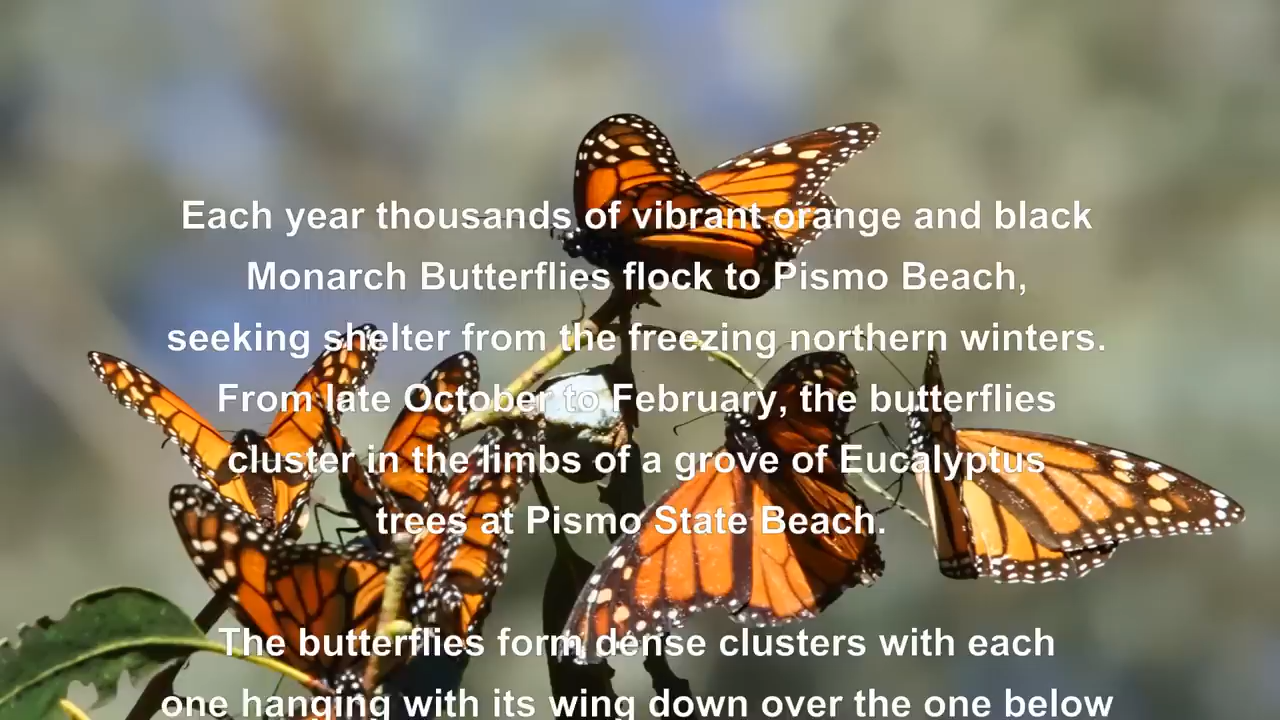 Each year thousands of vibrant orange and black
Monarch Butterflies flock to Pismo Beach,
seeking shelter from the freezing northern winters.
From late October to February, the butterflies
cluster in the limbs of a grove of Eucalyptus
trees at Pismo State Beach.
The butterflies form dense clusters with each
one hanging with its wing down over the one below